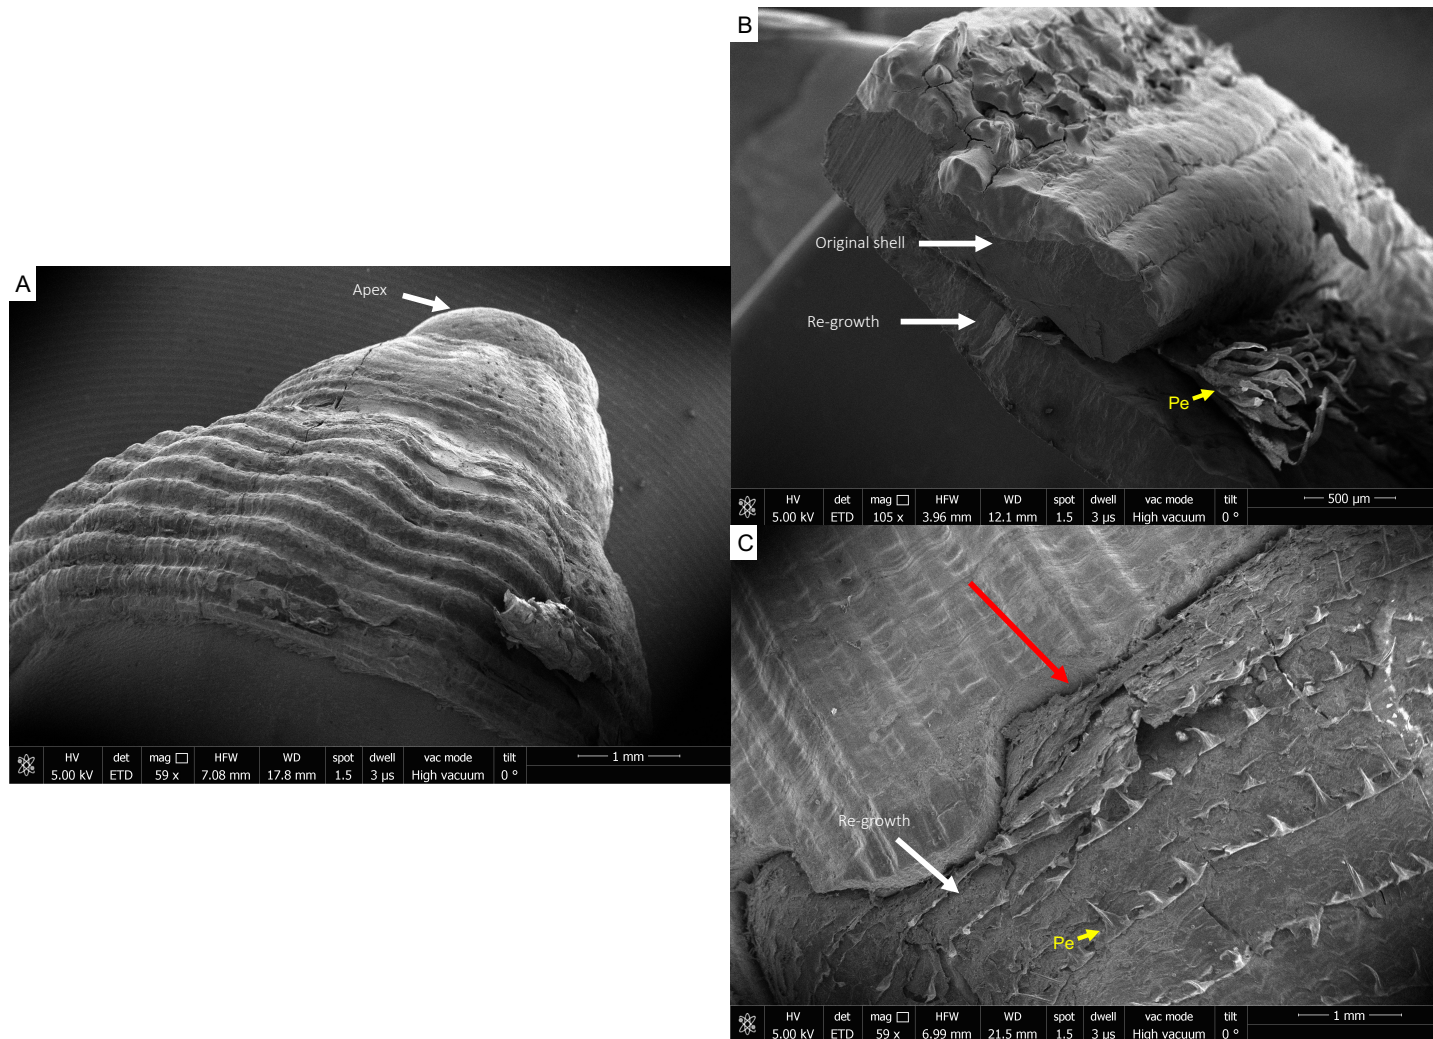 A
Apex
HV det mag HFW WD spot dwell vac mode tilt
1 mm
5.00 kV ETD 59 x 7.08 mm 17.8 mm 1.5 3 µs High vacuum 0 °
B
Original shell
Re-growth
Pe
HV det mag HFW WD spot dwell vac mode tilt
500 µm
5.00 kV ETD 105 x 3.96 mm 12.1 mm 1.5 3 µs High vacuum 0 °
C
Re-growth
Pe
HV det mag HFW WD spot dwell vac mode tilt
1 mm
5.00 kV ETD 59 x 6.99 mm 21.5 mm 1.5 3 µs High vacuum 0 °